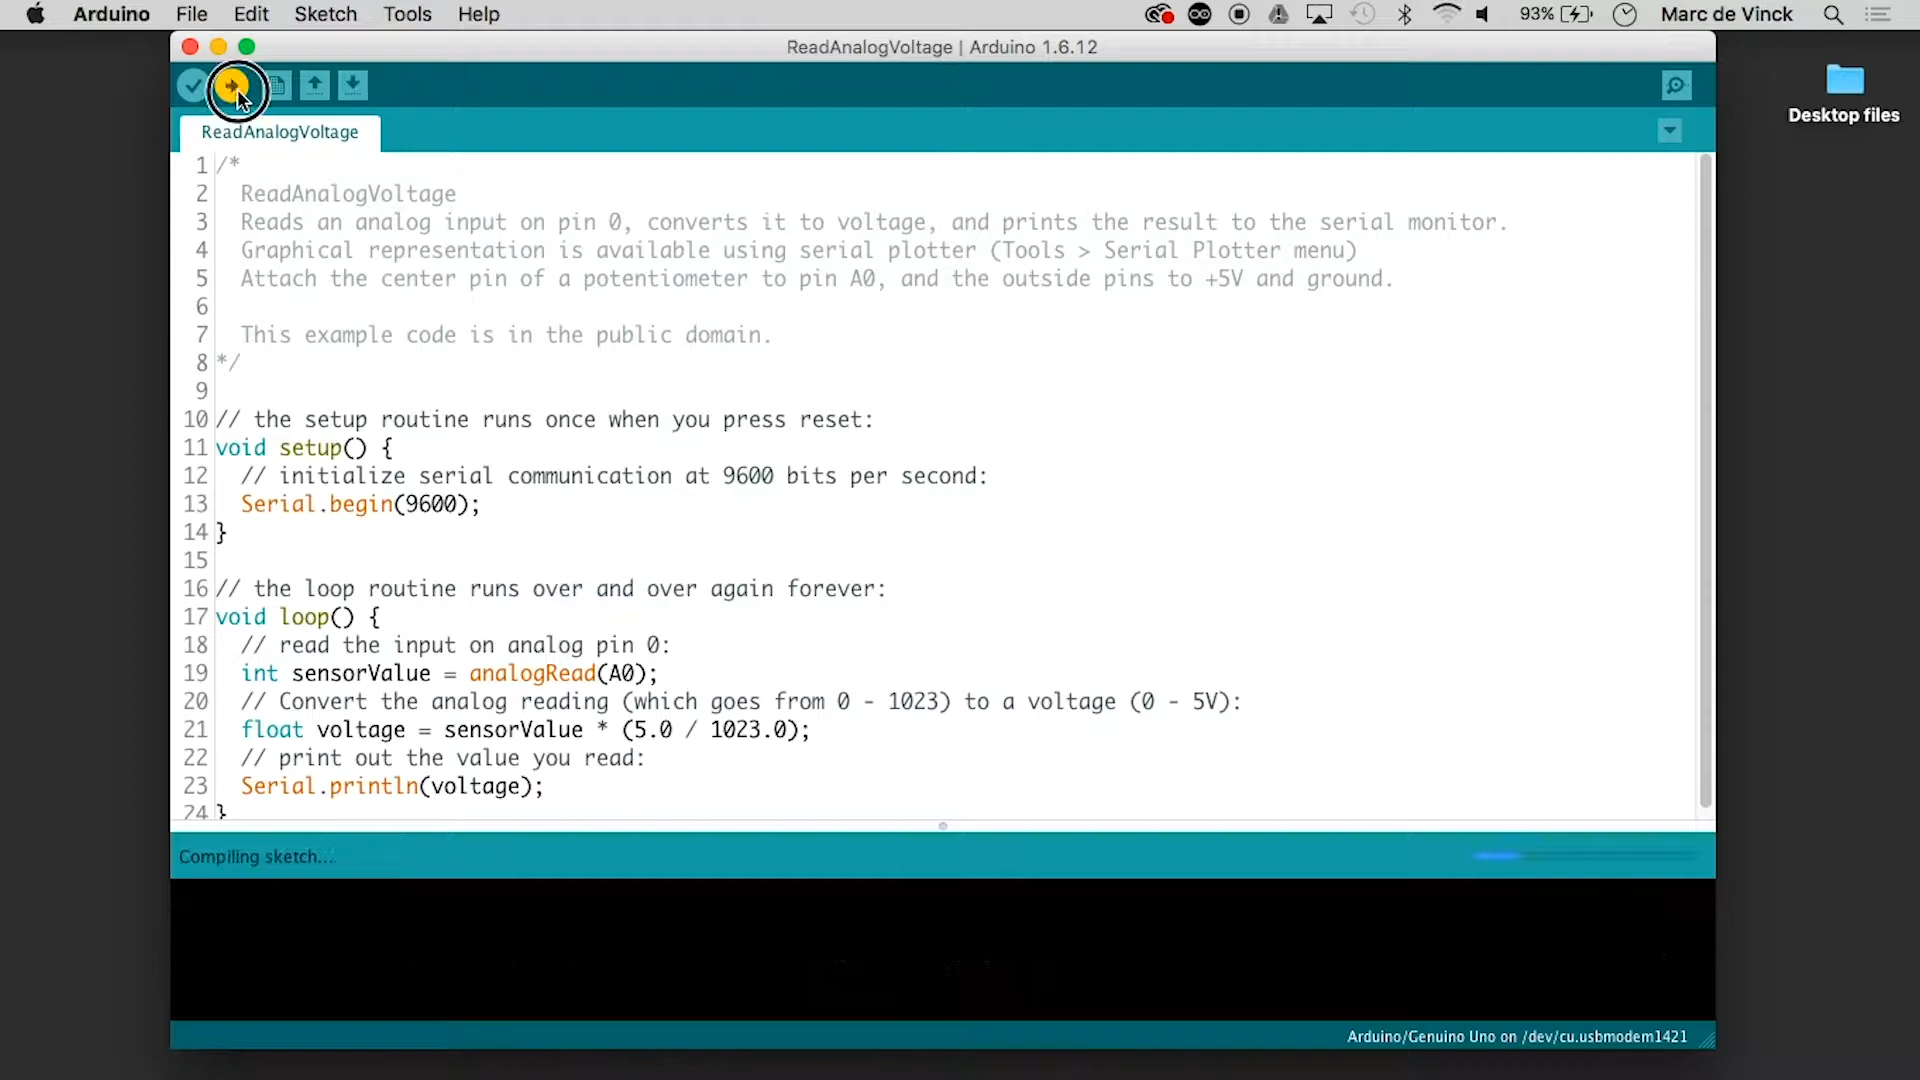 Arduino File Edit Sketch Tools Help 93% Marc de Vinck
ReadAnalogVoltage | Arduino 1.6.12
Desktop files
ReadAnalogVoltage
1 /*
2 ReadAnalogVoltage
3 Reads an analog input on pin 0, converts it to voltage, and prints the result to the serial monitor.
4 Graphical representation is available using serial plotter (Tools > Serial Plotter menu)
5 Attach the center pin of a potentiometer to pin A0, and the outside pins to +5V and ground.
6
7 This example code is in the public domain.
8 */
9
10 // the setup routine runs once when you press reset:
11 void setup() {
12 // initialize serial communication at 9600 bits per second:
13 Serial.begin(9600);
14 }
15
16 // the loop routine runs over and over again forever:
17 void loop() {
18 // read the input on analog pin 0:
19 int sensorValue = analogRead(A0);
20 // Convert the analog reading (which goes from 0 - 1023) to a voltage (0 - 5V):
21 float voltage = sensorValue * (5.0 / 1023.0);
22 // print out the value you read:
23 Serial.println(voltage);
24 }
Compiling sketch...
Arduino/Genuino Uno on /dev/cu.usbmodem1421